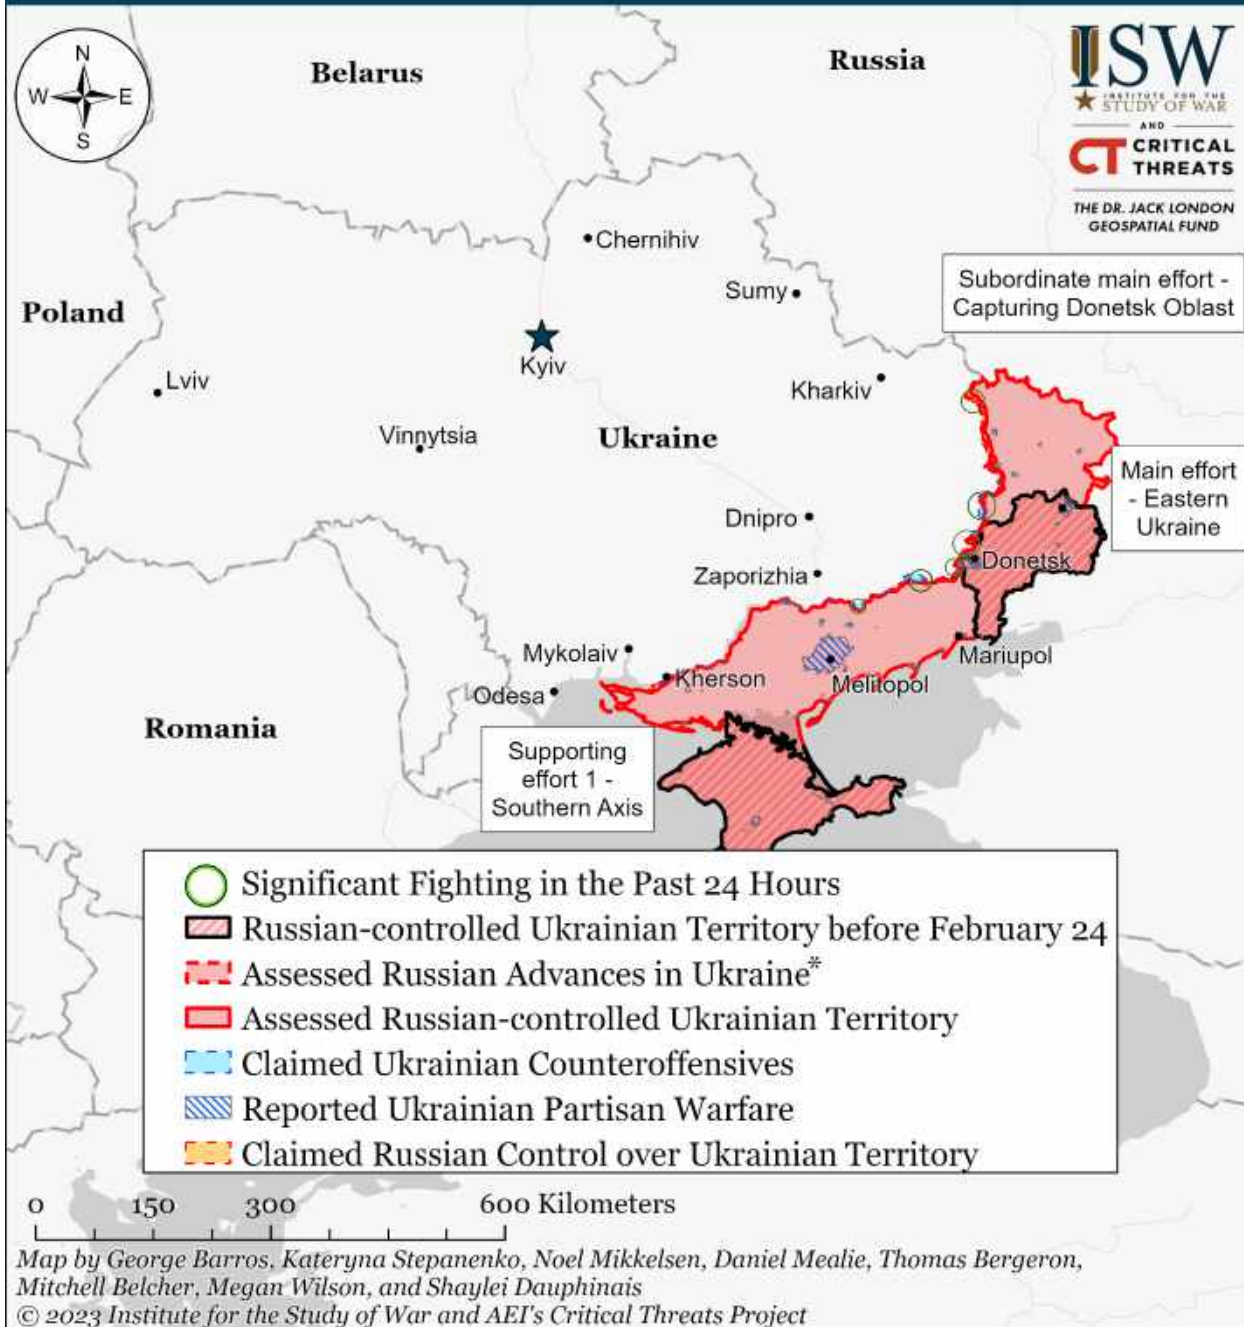 N
W E
S
Belarus
Russia
ISW
INSTITUTE FOR THE
STUDY OF WAR
AND
CT CRITICAL
THREATS
THE DR. JACK LONDON
GEOSPATIAL FUND
Chernihiv
Subordinate main effort -
Capturing Donetsk Oblast
Sumy
Poland
Kyiv
Lviv
Kharkiv
Vinnytsia
Ukraine
Main effort
- Eastern
Ukraine
Dnipro
Donetsk
Zaporizhia
Mykolaiv
Mariupol
Kherson
Melitopol
Odesa
Romania
Supporting
effort 1 -
Southern Axis
Significant Fighting in the Past 24 Hours
Russian-controlled Ukrainian Territory before February 24
Assessed Russian Advances in Ukraine*
Assessed Russian-controlled Ukrainian Territory
Claimed Ukrainian Counteroffensives
Reported Ukrainian Partisan Warfare
Claimed Russian Control over Ukrainian Territory
0 150 300 600 Kilometers
Map by George Barros, Kateryna Stepanenko, Noel Mikkelsen, Daniel Mealie, Thomas Bergeron,
Mitchell Belcher, Megan Wilson, and Shaylei Dauphinais
© 2023 Institute for the Study of War and AEI's Critical Threats Project